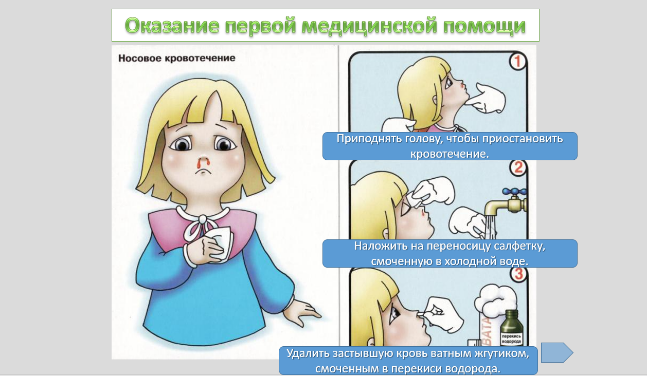 Оказание первой медицинской помощи
Носовое кровотечение
1
Приподнять голову, чтобы приостановить
кровотечение.
2
Наложить на переносицу салфетку,
смоченную в холодной воде.
3
ВАТА
перекись
водорода
Удалить застывшую кровь ватным жгутиком,
смоченным в перекиси водорода.